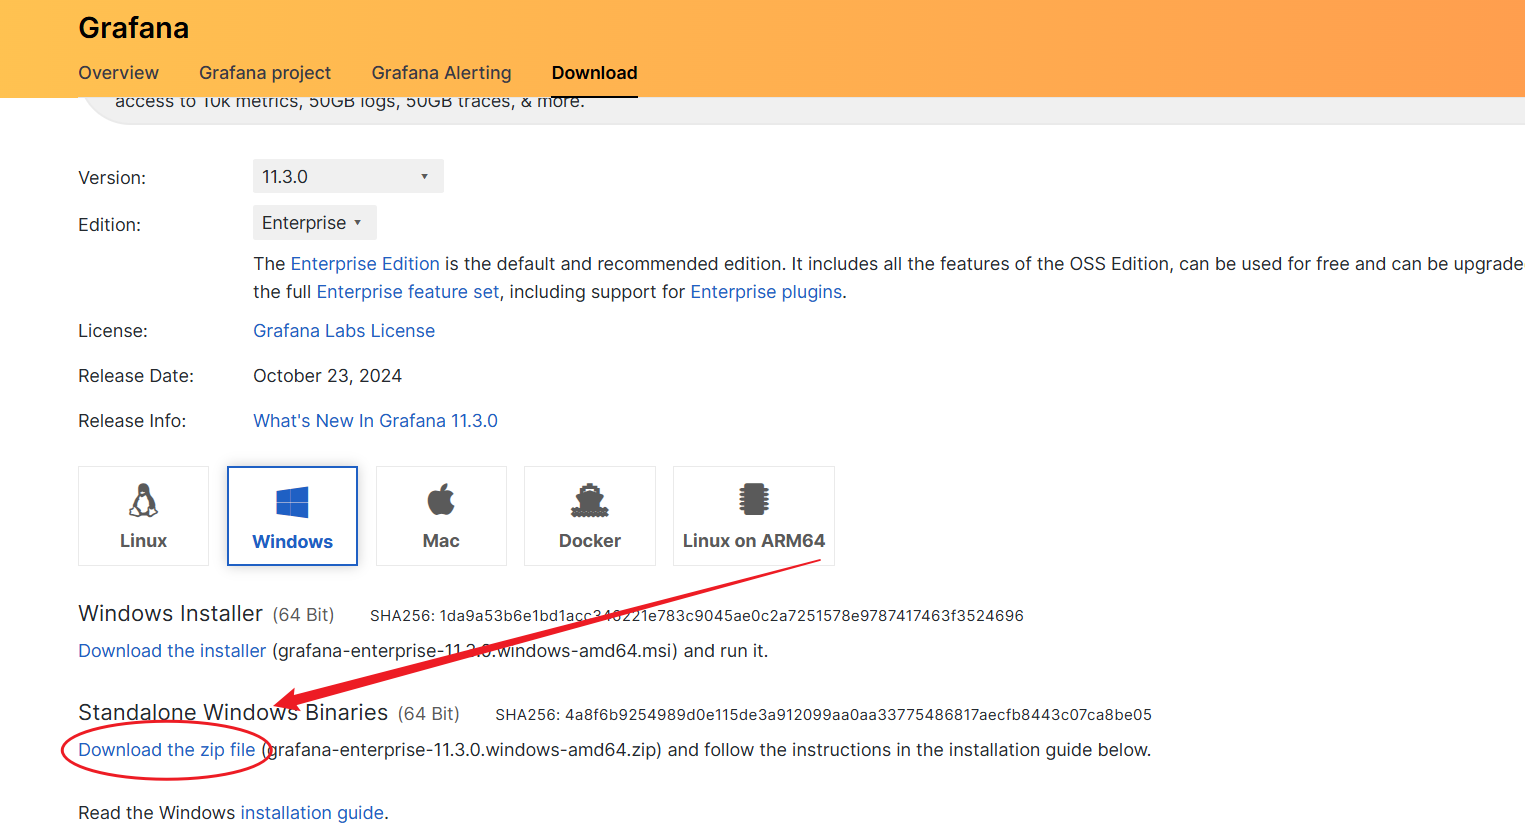 Grafana
Overview Grafana project Grafana Alerting Download
access to 10k metrics, 50GB logs, 50GB traces, & more.
Version: 11.3.0
Edition: Enterprise
The Enterprise Edition is the default and recommended edition. It includes all the features of the OSS Edition, can be used for free and can be upgrade
the full Enterprise feature set, including support for Enterprise plugins.
License: Grafana Labs License
Release Date: October 23, 2024
Release Info: What's New In Grafana 11.3.0
Linux Windows Mac Docker Linux on ARM64
Windows Installer (64 Bit) SHA256:
Download the installer (grafana-enterprise-11.3.0.windows-amd64.msi) and run it.
Standalone Windows Binaries (64 Bit) SHA256: 4a8f6b9254989d0e115de3a912099aa0aa33775486817aecfb8443c07ca8be05
Download the zip file (grafana-enterprise-11.3.0.windows-amd64.zip) and follow the instructions in the installation guide below.
Read the Windows installation guide.